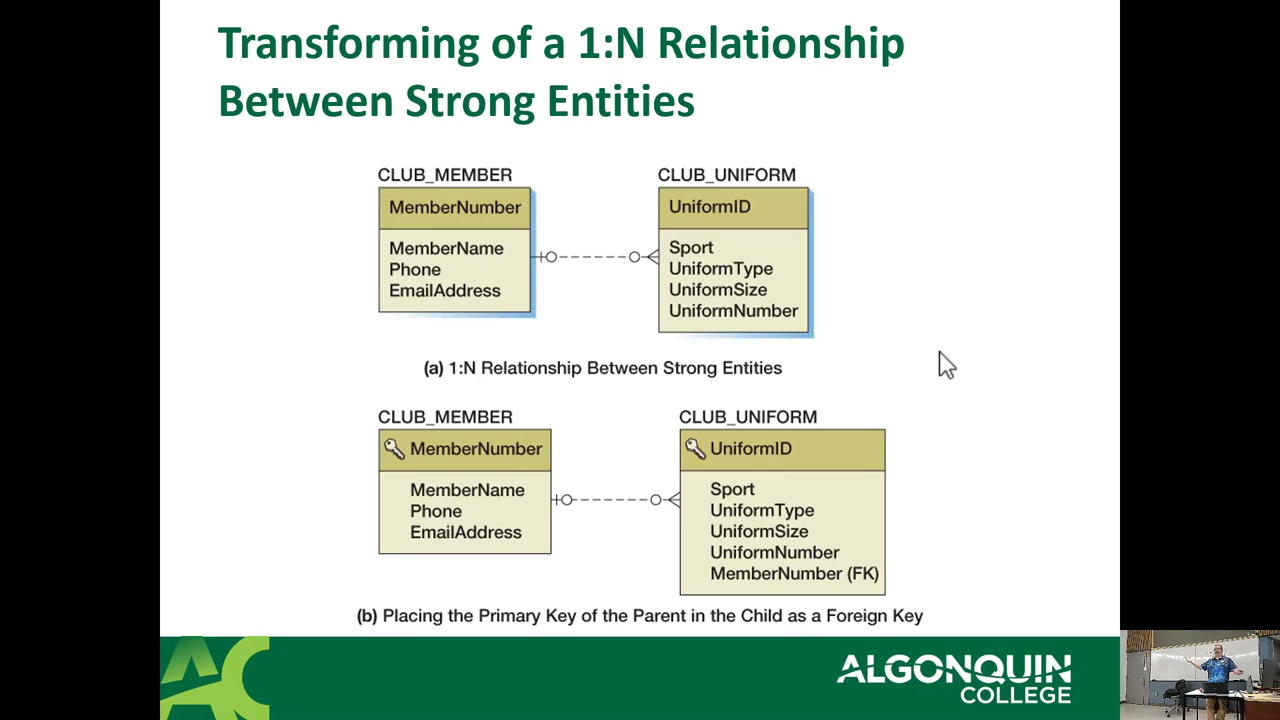 Transforming of a 1:N Relationship
Between Strong Entities
CLUB_MEMBER
MemberNumber
MemberName
Phone
EmailAddress
CLUB_UNIFORM
UniformID
Sport
UniformType
UniformSize
UniformNumber
(a) 1:N Relationship Between Strong Entities
CLUB_MEMBER
MemberNumber
MemberName
Phone
EmailAddress
CLUB_UNIFORM
UniformID
Sport
UniformType
UniformSize
UniformNumber
MemberNumber (FK)
(b) Placing the Primary Key of the Parent in the Child as a Foreign Key
AC
ALGONQUIN
COLLEGE